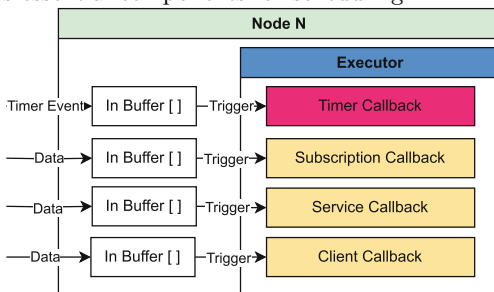 Node N
Executor
Timer Event In Buffer [ ] Trigger Timer Callback
Data In Buffer [ ] Trigger Subscription Callback
Data In Buffer [ ] Trigger Service Callback
Data In Buffer [ ] Trigger Client Callback